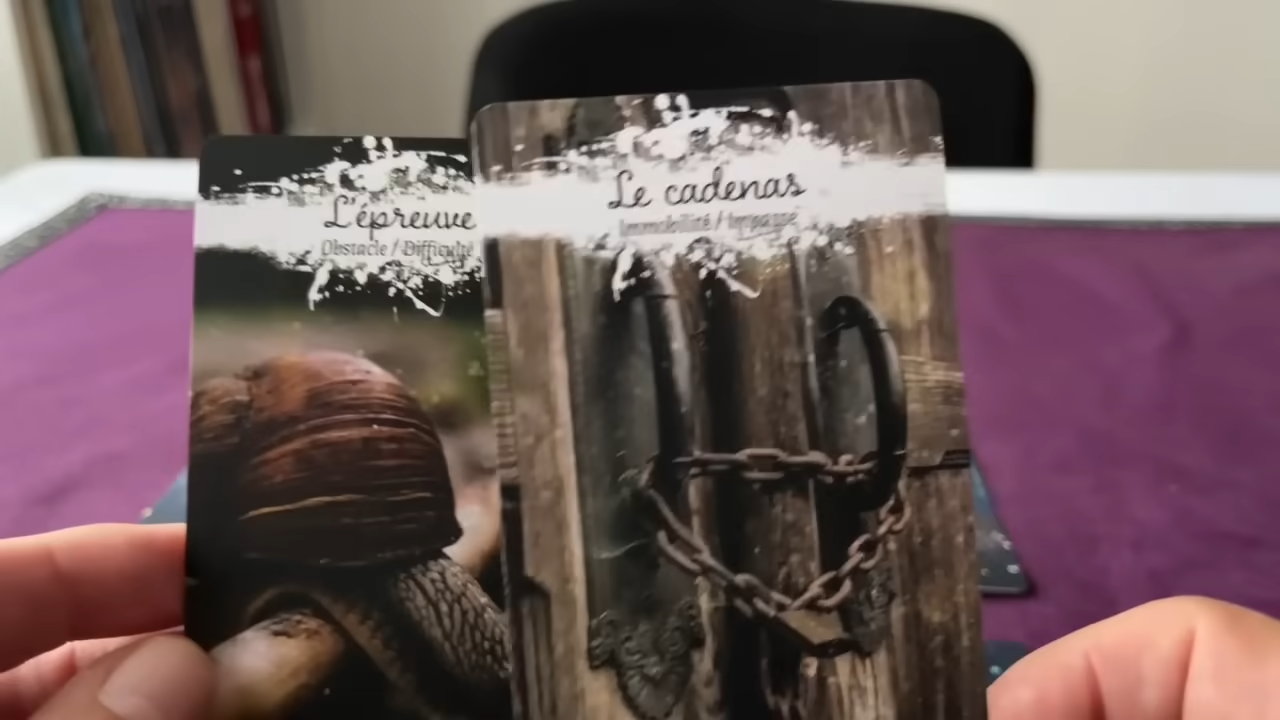 L'épreuve
Obstacle / Difficulté
Le cadenas
Immobilité / Impasse